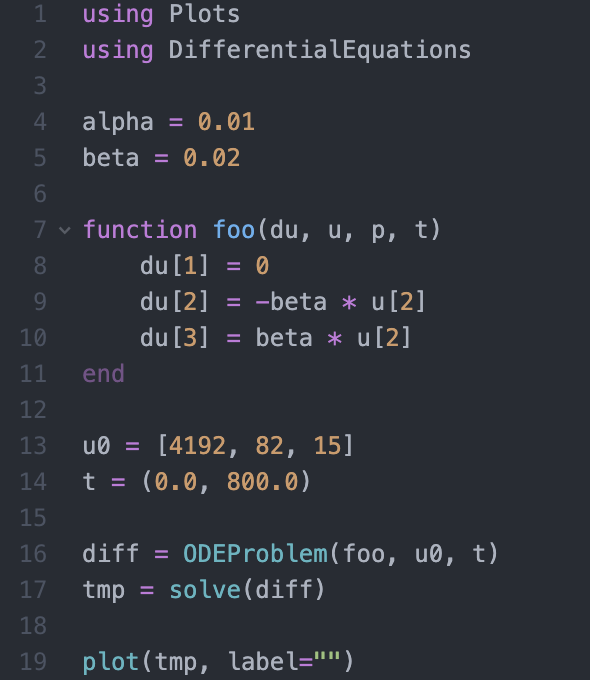 1 using Plots
2 using DifferentialEquations
3
4 alpha = 0.01
5 beta = 0.02
6
7 function foo(du, u, p, t)
8     du[1] = 0
9     du[2] = -beta * u[2]
10     du[3] = beta * u[2]
11 end
12
13 u0 = [4192, 82, 15]
14 t = (0.0, 800.0)
15
16 diff = ODEProblem(foo, u0, t)
17 tmp = solve(diff)
18
19 plot(tmp, label="")